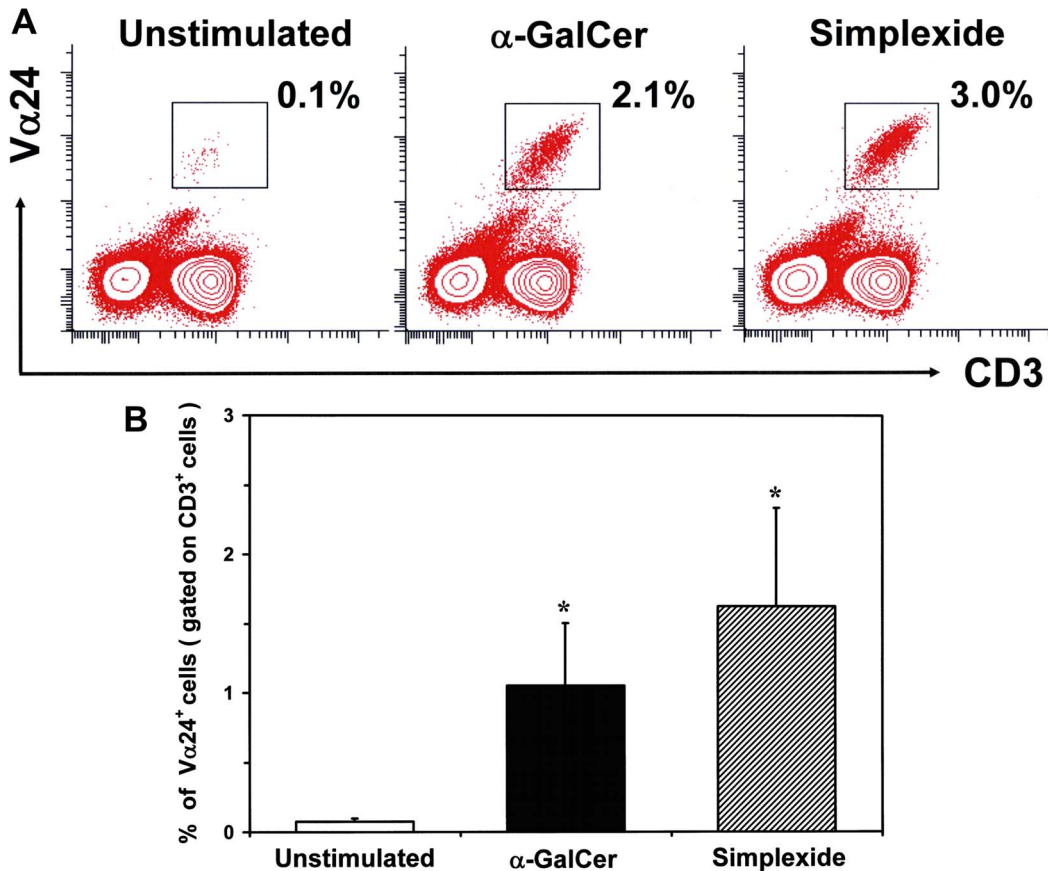 A
Unstimulated
α-GalCer
Simplexide
0.1%
2.1%
3.0%
Vα24
CD3
B
% of Vα24⁺ cells ( gated on CD3⁺ cells )
3
2
1
0
*
*
Unstimulated
α-GalCer
Simplexide